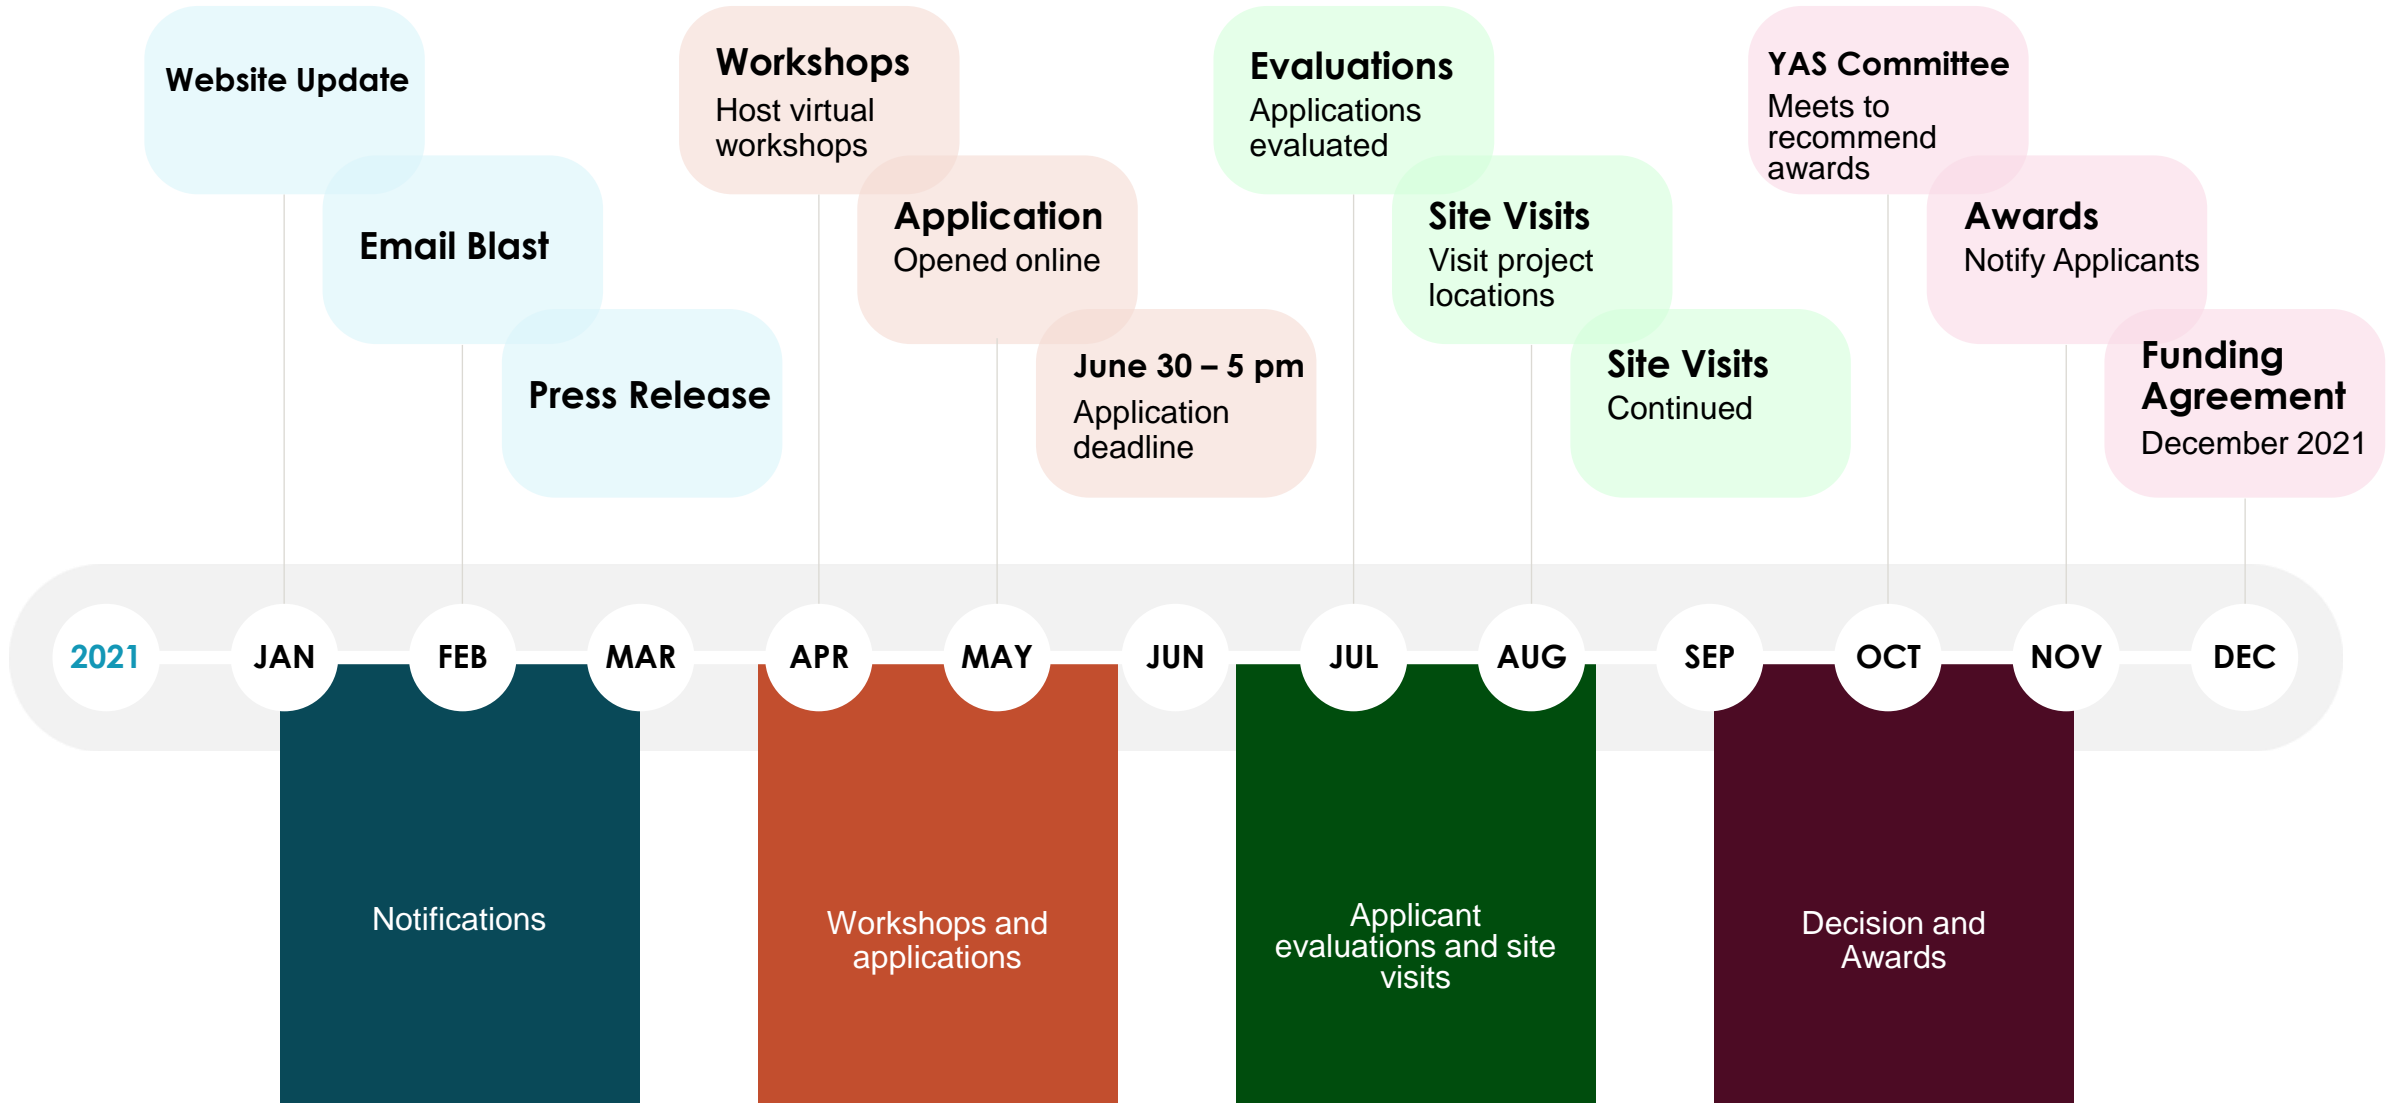 Website Update
Email Blast
Press Release
Workshops
Host virtual
workshops
Application
Opened online
June 30 – 5 pm
Application
deadline
Evaluations
Applications
evaluated
Site Visits
Visit project
locations
Site Visits
Continued
YAS Committee
Meets to
recommend
awards
Awards
Notify Applicants
Funding
Agreement
December 2021
2021
JAN
FEB
MAR
APR
MAY
JUN
JUL
AUG
SEP
OCT
NOV
DEC
Notifications
Workshops and
applications
Applicant
evaluations and site
visits
Decision and
Awards